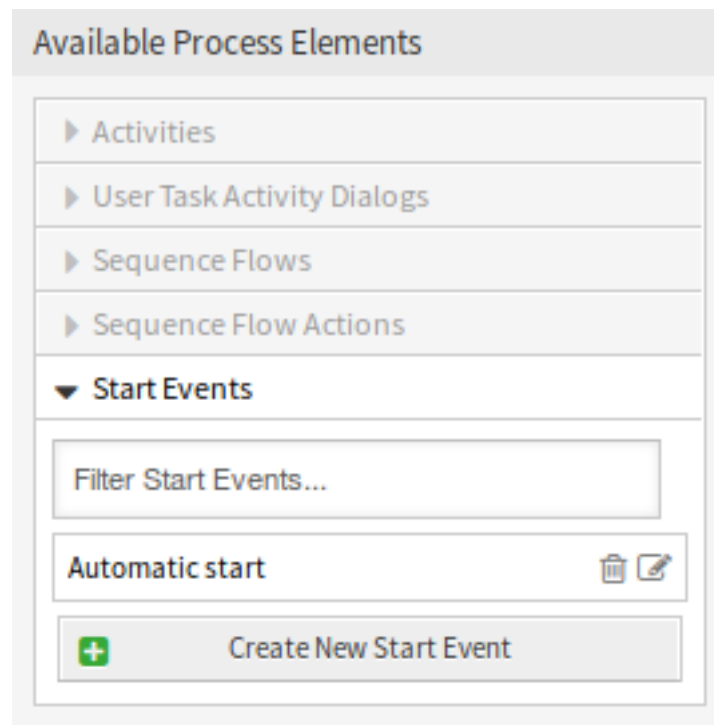 Available Process Elements
Activities
User Task Activity Dialogs
Sequence Flows
Sequence Flow Actions
Start Events
Filter Start Events...
Automatic start
Create New Start Event